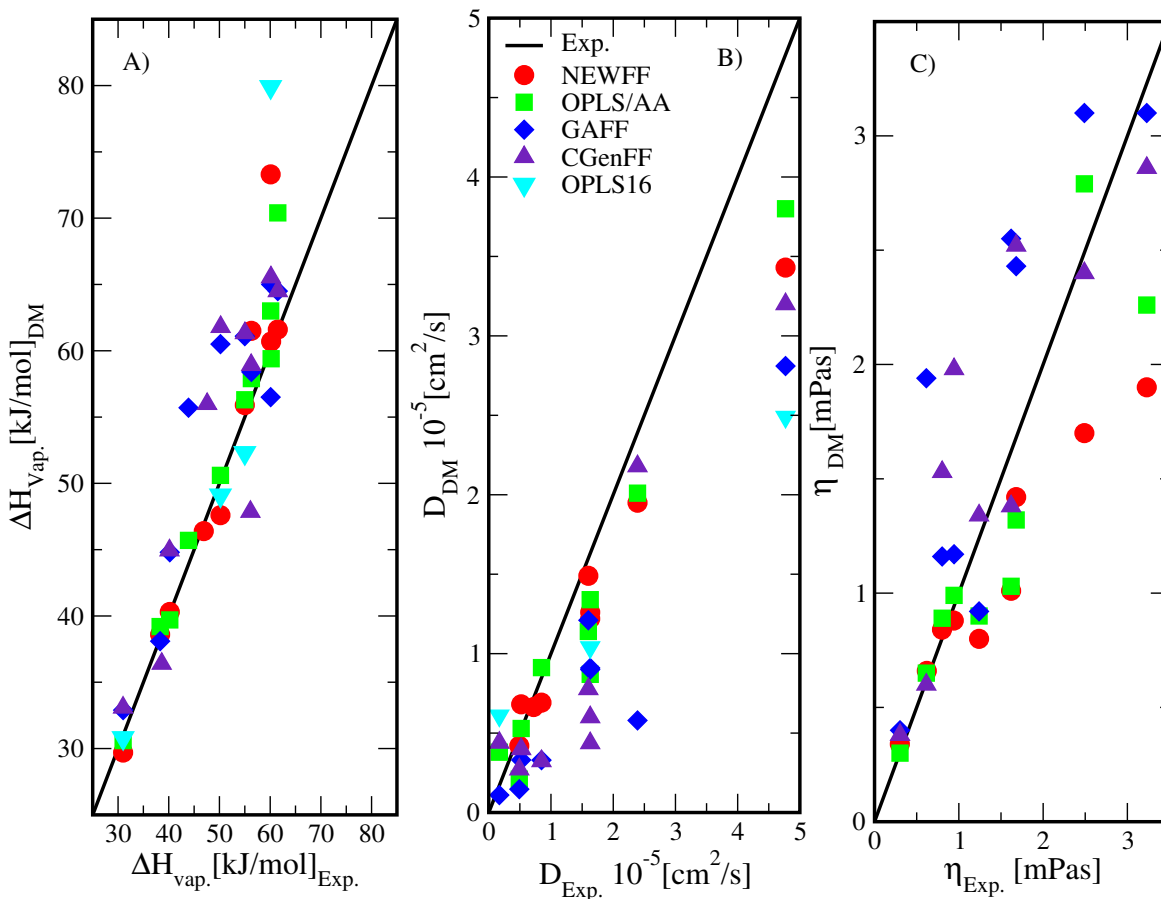 A)
80
70
60
50
40
30
30 40 50 60 70 80
ΔH_Vap.[kJ/mol]_DM
ΔH_vap.[kJ/mol]_Exp.
B)
Exp.
NEWFF
OPLS/AA
GAFF
CGenFF
OPLS16
5
4
3
2
1
0
0 1 2 3 4 5
D_DM 10^-5[cm^2/s]
D_Exp. 10^-5[cm^2/s]
C)
3
2
1
0
0 1 2 3
η_DM[mPas]
η_Exp. [mPas]